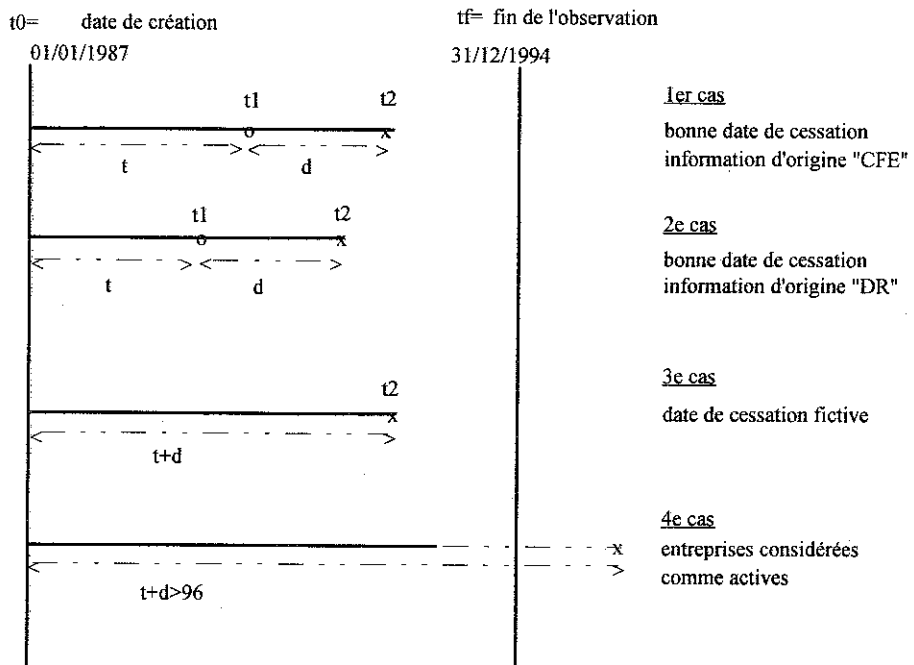 t0= date de création
tf= fin de l'observation
01/01/1987
31/12/1994
t1
t2
t
d
1er cas
bonne date de cessation
information d'origine "CFE"
t1
t2
t
d
2e cas
bonne date de cessation
information d'origine "DR"
t2
t+d
3e cas
date de cessation fictive
t+d>96
4e cas
entreprises considérées
comme actives